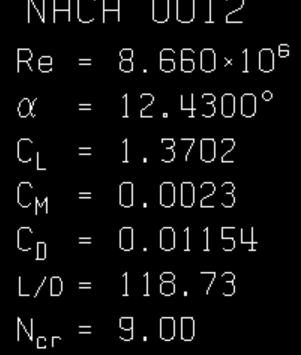 NACA 0012
Re = 8.660×10⁶
α = 12.4300°
C_L = 1.3702
C_M = 0.0023
C_D = 0.01154
L/D = 118.73
N_cr = 9.00